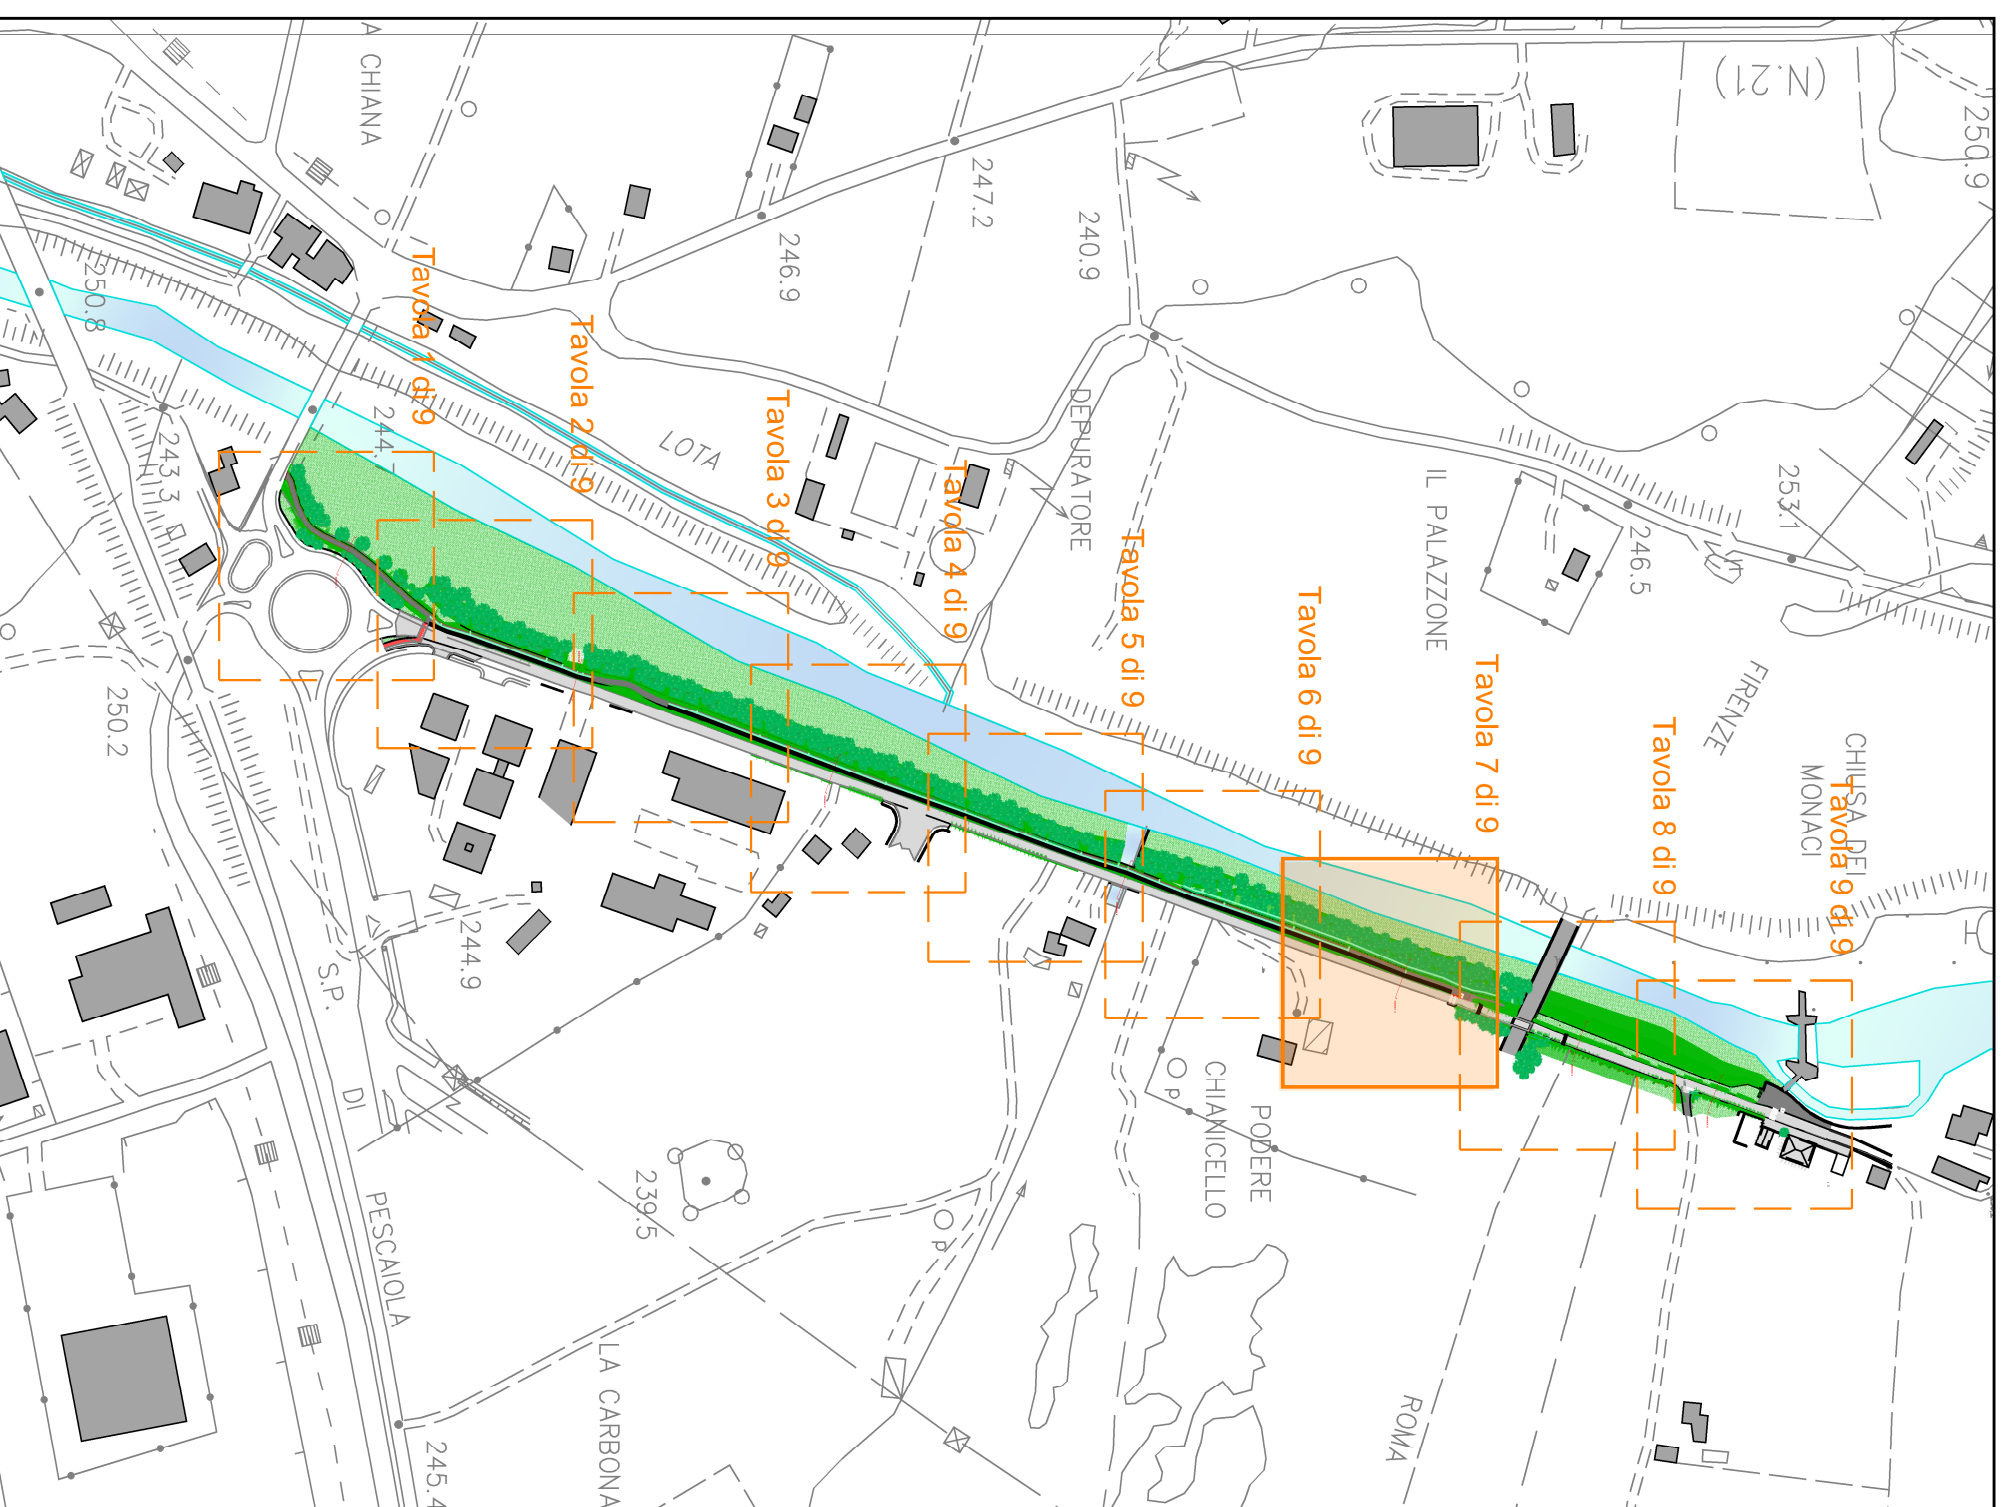 A CHIANA
(N.21)
250.9
247.2
240.9
246.9
250.8
Tavola 1 di 9
Tavola 2 di 9
Tavola 3 di 9
Tavola 4 di 9
Tavola 5 di 9
Tavola 6 di 9
Tavola 7 di 9
Tavola 8 di 9
Tavola 9 di 9
244.
243.3
LOTA
DEPURATORE
IL PALAZZONE
253.1
246.5
FIRENZE
CHIUSA DEI
MONACI
250.2
244.9
S.P.
DI
PESCAIOLA
PODERE
CHIANICELLO
p
p
239.5
LA CARBONA
ROMA
245.4